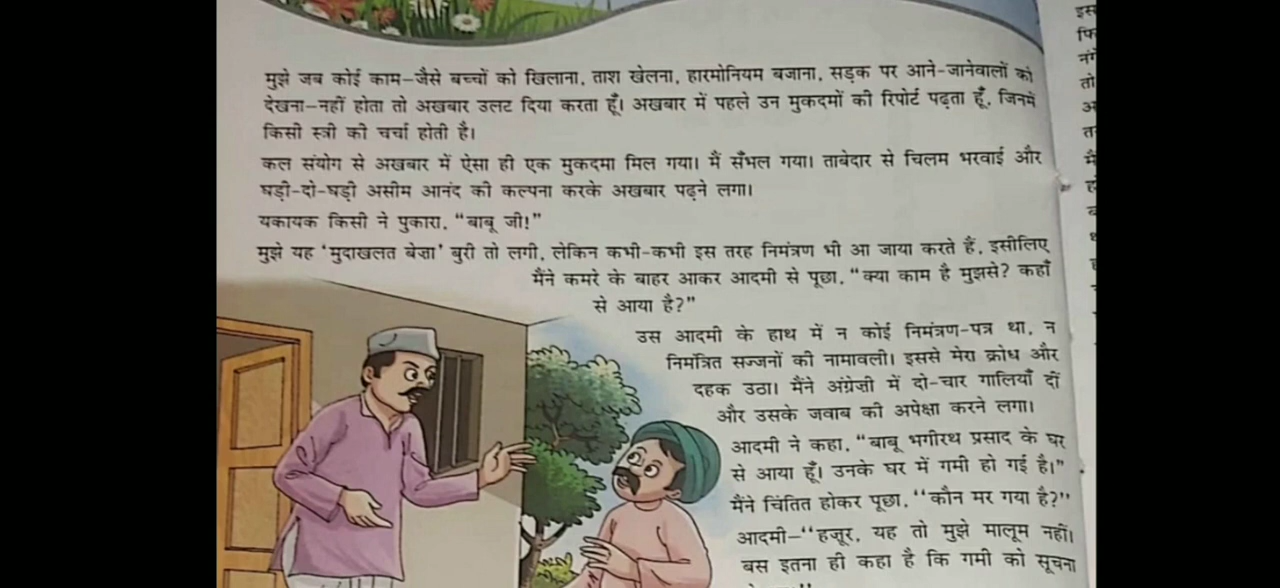 मुझे जब कोई काम–जैसे बच्चों को खिलाना, ताश खेलना, हारमोनियम बजाना, सड़क पर आने-जानेवालों को
देखना–नहीं होता तो अखबार उलट दिया करता हूँ। अखबार में पहले उन मुकदमों की रिपोर्ट पढ़ता हूँ, जिनमें
किसी स्त्री की चर्चा होती है।
कल संयोग से अखबार में ऐसा ही एक मुकदमा मिल गया। मैं सँभल गया। ताबेदार से चिलम भरवाई और
घड़ी-दो-घड़ी असीम आनंद की कल्पना करके अखबार पढ़ने लगा।
यकायक किसी ने पुकारा, “बाबू जी!”
मुझे यह ‘मुदाखलत बेज़ा’ बुरी तो लगी, लेकिन कभी-कभी इस तरह निमंत्रण भी आ जाया करते हैं, इसीलिए
मैंने कमरे के बाहर आकर आदमी से पूछा, “क्या काम है मुझसे? कहाँ
से आया है?”
उस आदमी के हाथ में न कोई निमंत्रण-पत्र था, न
निमंत्रित सज्जनों की नामावली। इससे मेरा क्रोध और
दहक उठा। मैंने अंग्रेज़ी में दो-चार गालियाँ दीं
और उसके जवाब की अपेक्षा करने लगा।
आदमी ने कहा, “बाबू भगीरथ प्रसाद के घर
से आया हूँ। उनके घर में गमी हो गई है।”
मैंने चिंतित होकर पूछा, ‘‘कौन मर गया है?’’
आदमी–‘‘हज़ूर, यह तो मुझे मालूम नहीं।
बस इतना ही कहा है कि गमी की सूचना